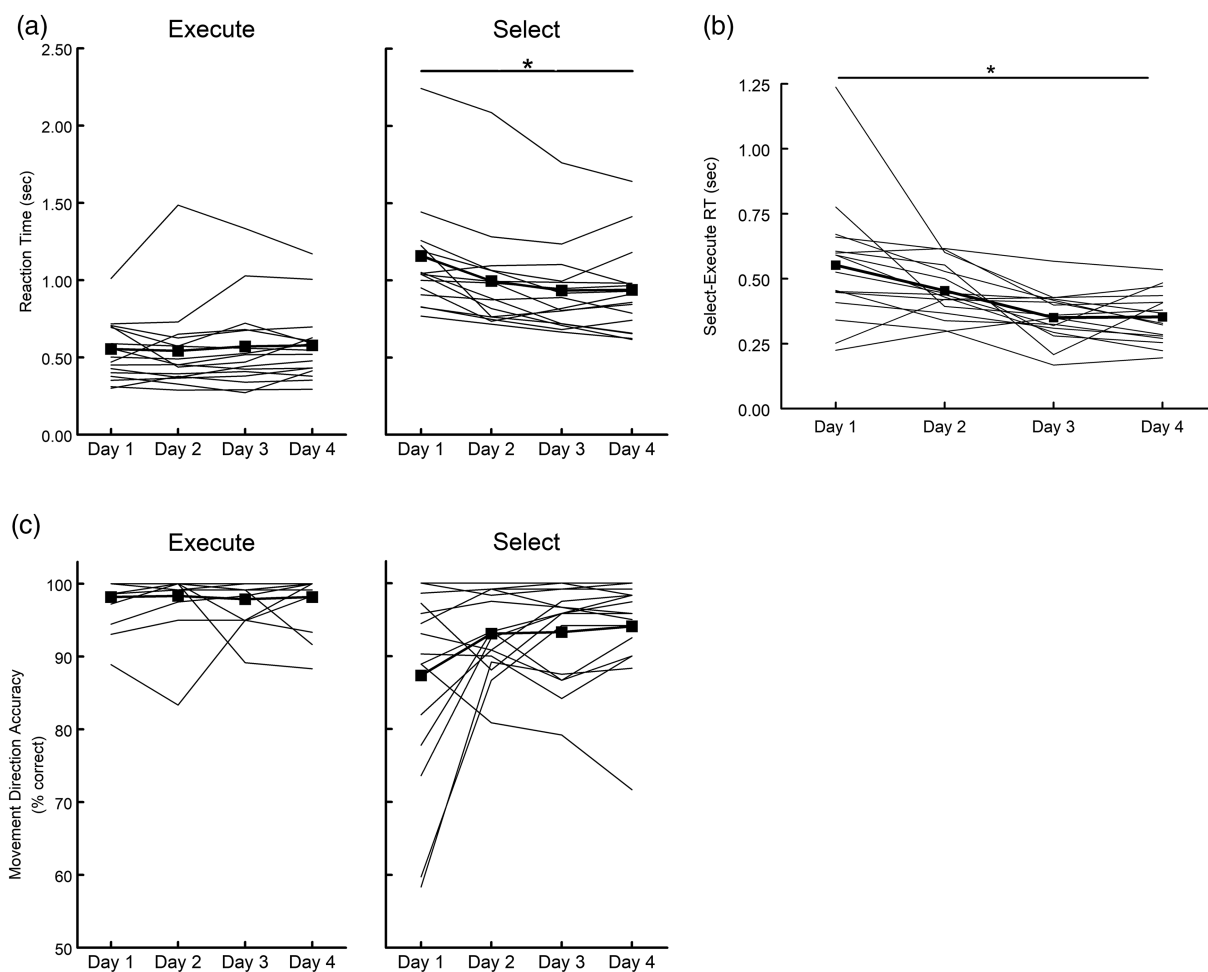 (a)
Execute
Select
(b)
Reaction Time (sec)
2.50
2.00
1.50
1.00
0.50
0.00
*
Day 1 Day 2 Day 3 Day 4
Day 1 Day 2 Day 3 Day 4
Select-Execute RT (sec)
1.25
1.00
0.75
0.50
0.25
0.00
*
Day 1 Day 2 Day 3 Day 4
(c)
Execute
Select
Movement Direction Accuracy
(% correct)
100
90
80
70
60
50
Day 1 Day 2 Day 3 Day 4
Day 1 Day 2 Day 3 Day 4